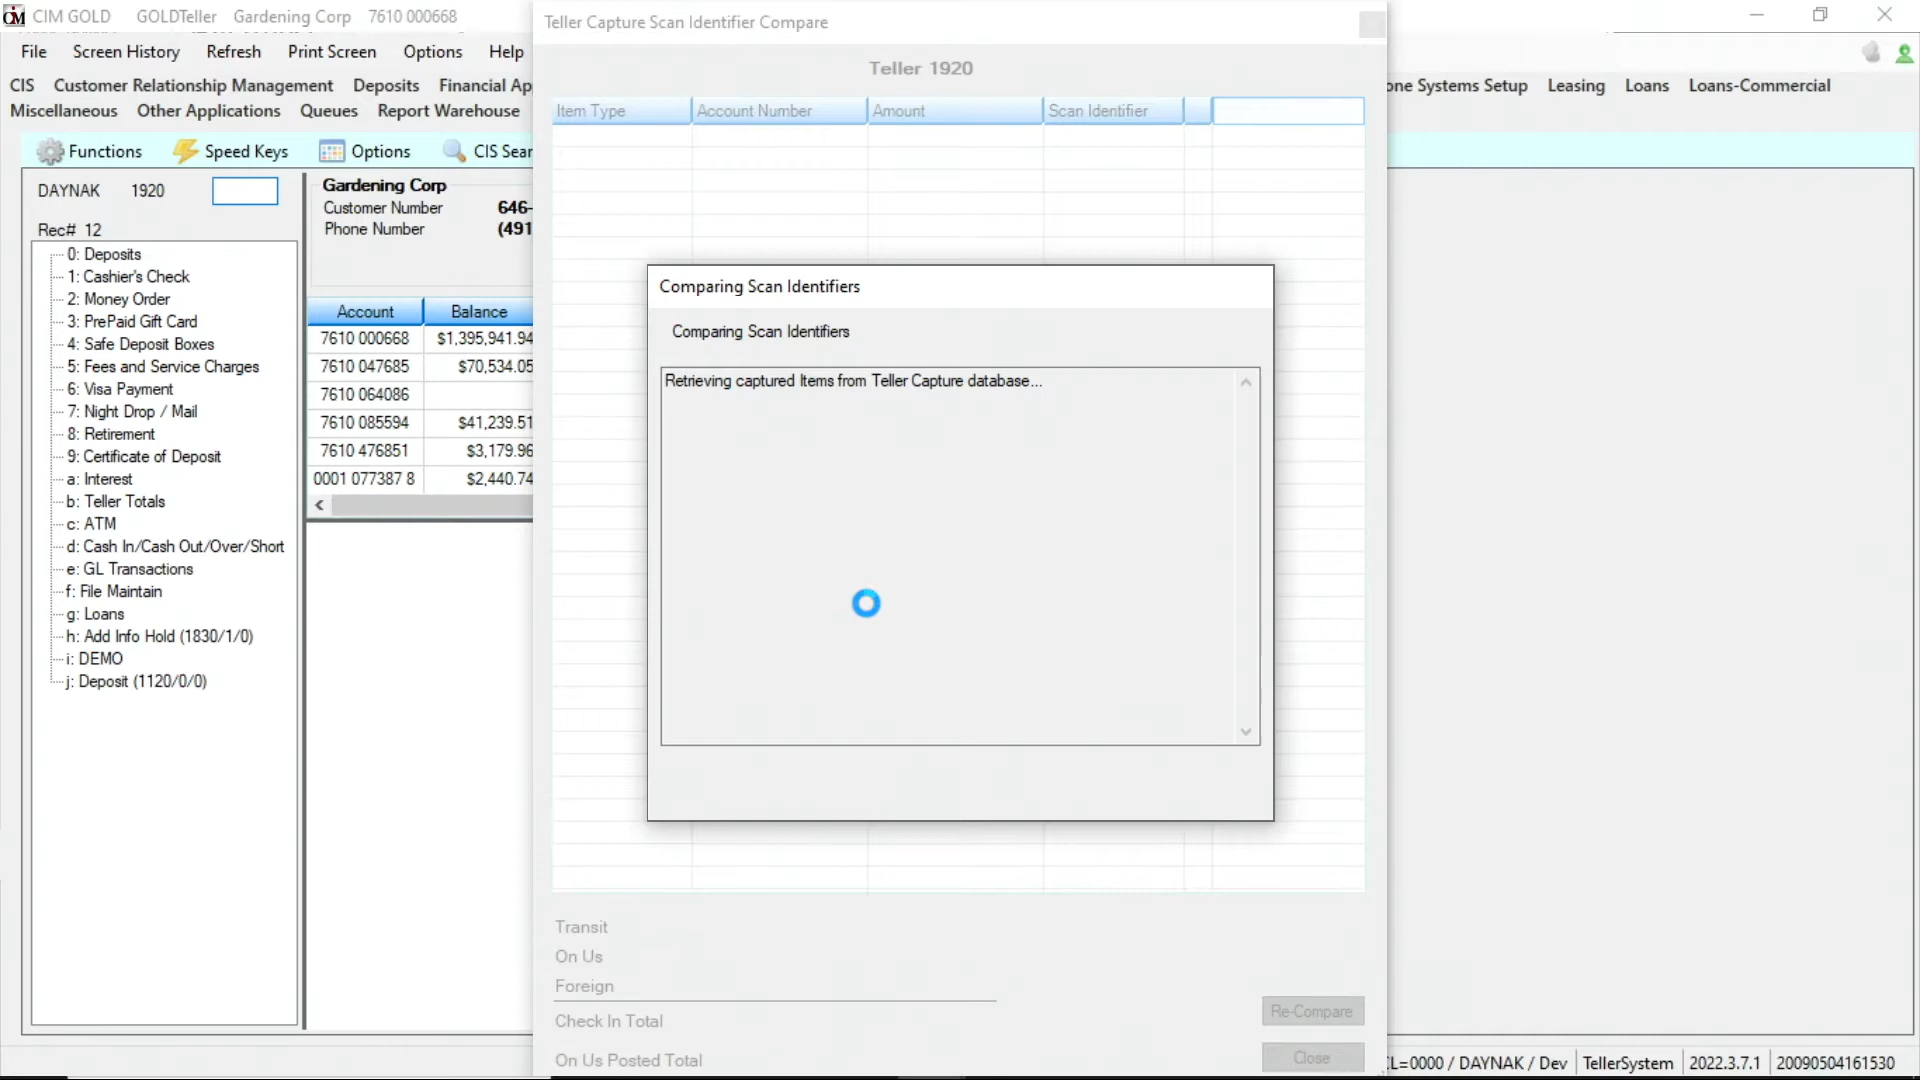 CIM GOLD GOLDTeller Gardening Corp 7610 000668
File Screen History Refresh Print Screen Options Help
CIS Customer Relationship Management Deposits Financial Ap
one Systems Setup Leasing Loans Loans-Commercial
Miscellaneous Other Applications Queues Report Warehouse
Functions Speed Keys Options CIS Sear
DAYNAK 1920
Rec# 12
0: Deposits
1: Cashier's Check
2: Money Order
3: PrePaid Gift Card
4: Safe Deposit Boxes
5: Fees and Service Charges
6: Visa Payment
7: Night Drop / Mail
8: Retirement
9: Certificate of Deposit
a: Interest
b: Teller Totals
c: ATM
d: Cash In/Cash Out/Over/Short
e: GL Transactions
f: File Maintain
g: Loans
h: Add Info Hold (1830/1/0)
i: DEMO
j: Deposit (1120/0/0)
Gardening Corp
Customer Number 646-
Phone Number (491
Account Balance
7610 000668 $1,395,941.94
7610 047685 $70,534.05
7610 064086
7610 085594 $41,239.51
7610 476851 $3,179.96
0001 077387 8 $2,440.74
Teller Capture Scan Identifier Compare
Teller 1920
Item Type Account Number Amount Scan Identifier
Comparing Scan Identifiers
Comparing Scan Identifiers
Retrieving captured Items from Teller Capture database...
Transit
On Us
Foreign
Check In Total
On Us Posted Total
Re-Compare
Close
L=0000 / DAYNAK / Dev TellerSystem 2022.3.7.1 20090504161530